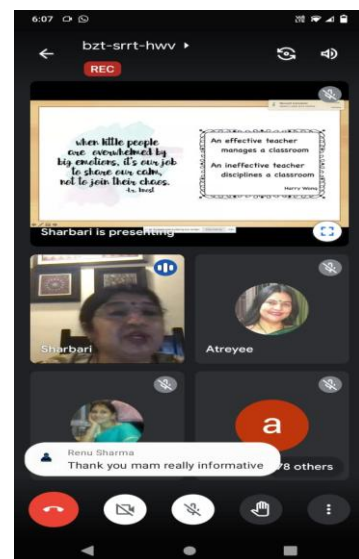 6:07
bzt-srrt-hwv
REC
when little people
are overwhelmed by
big emotions, it's our job
to share our calm,
not to join their chaos.
An effective teacher
manages a classroom
An ineffective teacher
disciplines a classroom
Harry Wong
Sharbari is presenting
Sharbari
Atreyee
a
Renu Sharma
Thank you mam really informative
78 others